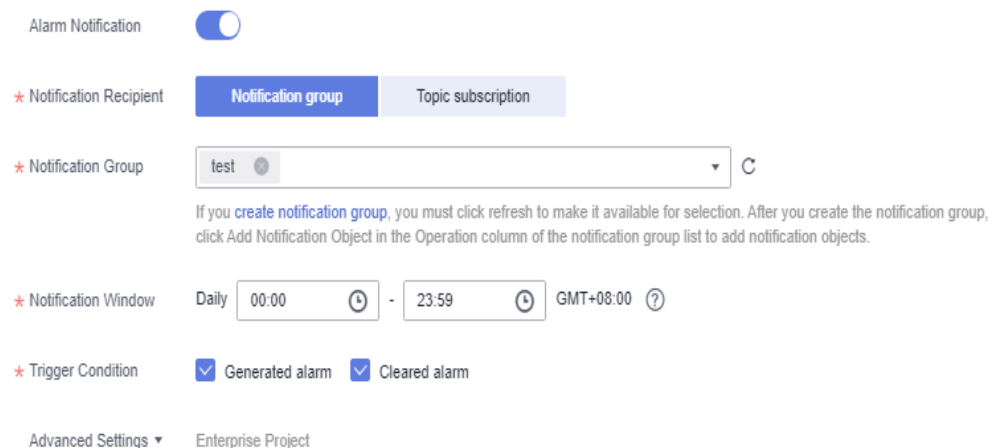 Alarm Notification
* Notification Recipient Notification group Topic subscription
* Notification Group test
If you create notification group, you must click refresh to make it available for selection. After you create the notification group,
click Add Notification Object in the Operation column of the notification group list to add notification objects.
* Notification Window Daily 00:00 - 23:59 GMT+08:00 ?
* Trigger Condition Generated alarm Cleared alarm
Advanced Settings ▼ Enterprise Project